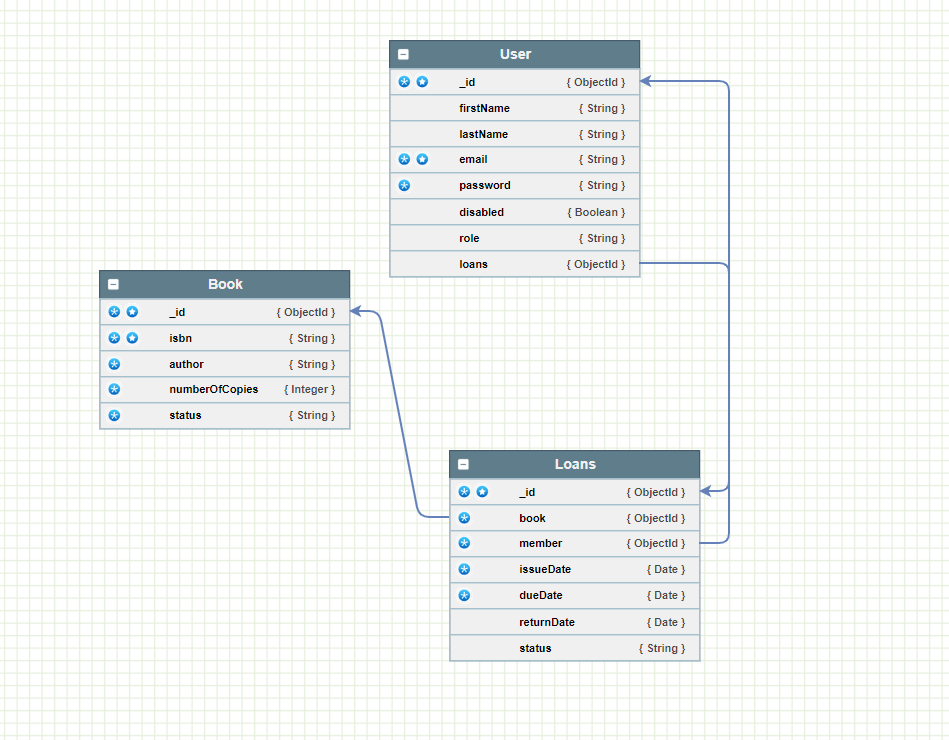 User
_id { ObjectId }
firstName { String }
lastName { String }
email { String }
password { String }
disabled { Boolean }
role { String }
loans { ObjectId }
Book
_id { ObjectId }
isbn { String }
author { String }
numberOfCopies { Integer }
status { String }
Loans
_id { ObjectId }
book { ObjectId }
member { ObjectId }
issueDate { Date }
dueDate { Date }
returnDate { Date }
status { String }